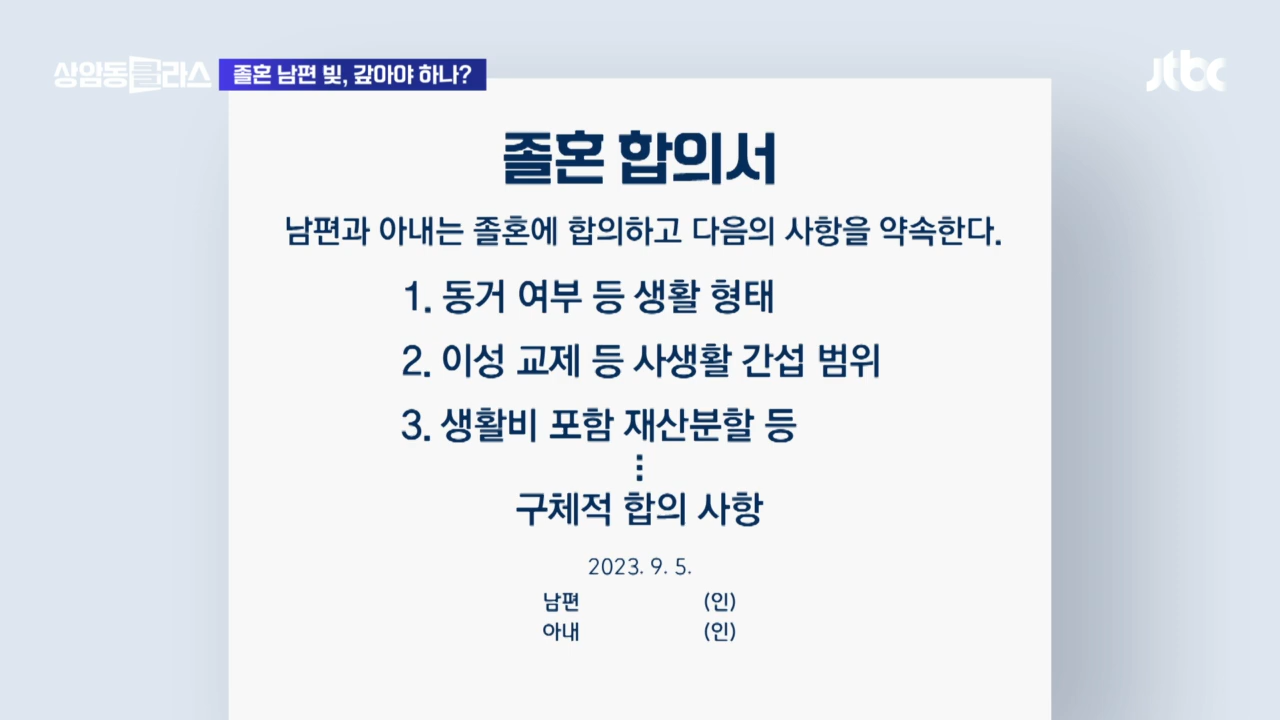 상암동클라스
졸혼 남편 빚, 갚아야 하나?
jtbc
졸혼 합의서
남편과 아내는 졸혼에 합의하고 다음의 사항을 약속한다.
1. 동거 여부 등 생활 형태
2. 이성 교제 등 사생활 간섭 범위
3. 생활비 포함 재산분할 등
⋮
구체적 합의 사항
2023. 9. 5.
남편 (인)
아내 (인)